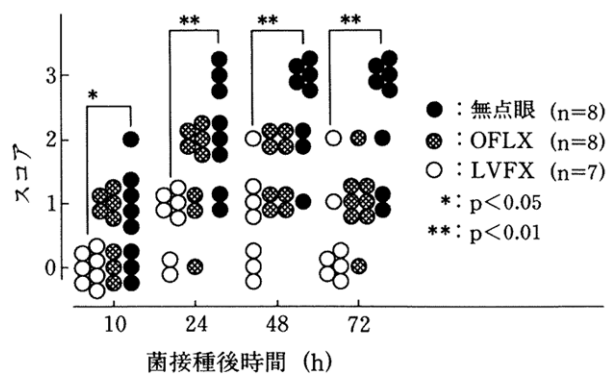 ** ** **
*
3
2
1
0
スコア
10 24 48 72
菌接種後時間 (h)
●：無点眼 (n=8)
：OFLX (n=8)
○：LVFX (n=7)
*：p<0.05
**：p<0.01